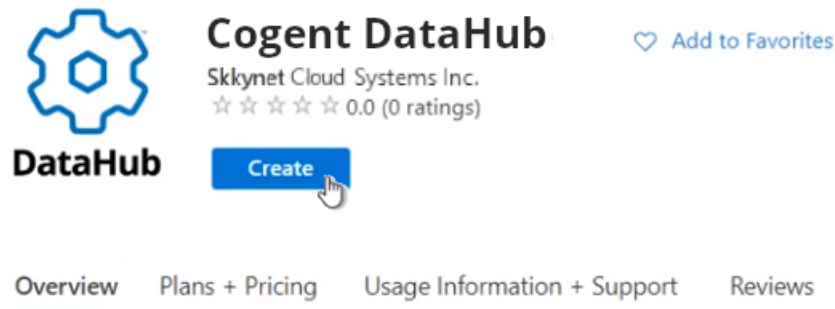 Cogent DataHub
Add to Favorites
Skkynet Cloud Systems Inc.
0.0 (0 ratings)
DataHub
Create
Overview Plans + Pricing Usage Information + Support Reviews